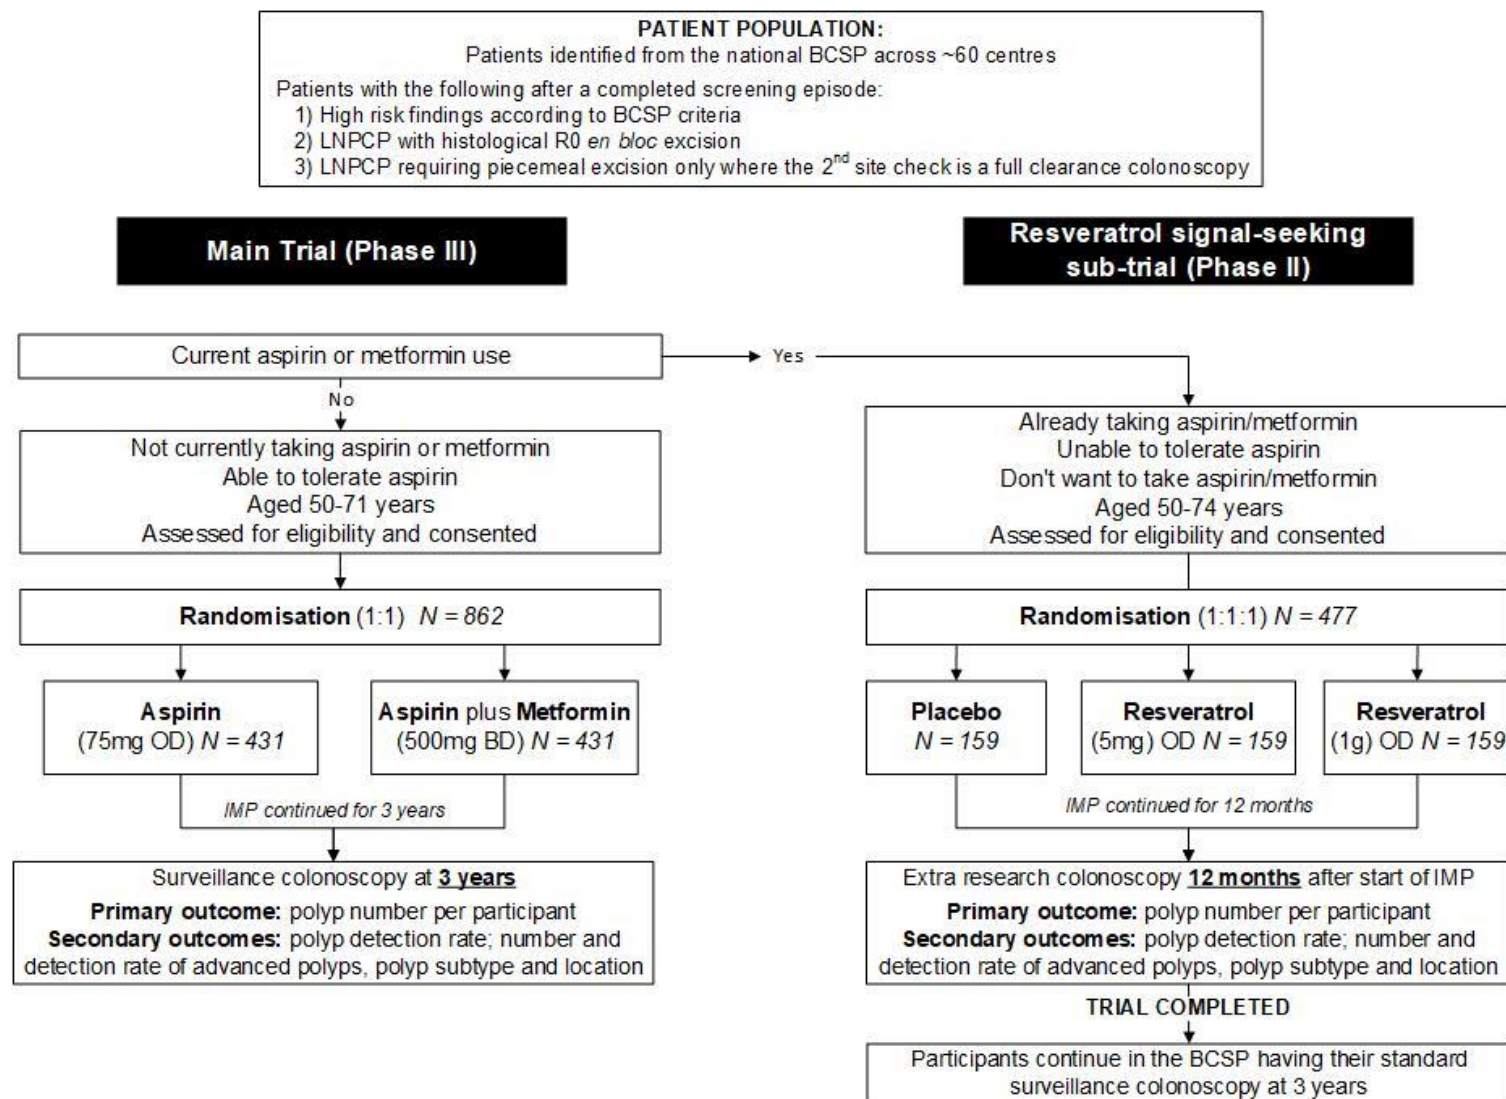 PATIENT POPULATION:
Patients identified from the national BCSP across ~60 centres
Patients with the following after a completed screening episode:
1) High risk findings according to BCSP criteria
2) LNPCP with histological R0 en bloc excision
3) LNPCP requiring piecemeal excision only where the 2nd site check is a full clearance colonoscopy
Main Trial (Phase III)
Resveratrol signal-seeking
sub-trial (Phase II)
Current aspirin or metformin use
Yes
No
Not currently taking aspirin or metformin
Able to tolerate aspirin
Aged 50-71 years
Assessed for eligibility and consented
Already taking aspirin/metformin
Unable to tolerate aspirin
Don't want to take aspirin/metformin
Aged 50-74 years
Assessed for eligibility and consented
Randomisation (1:1) N = 862
Randomisation (1:1:1) N = 477
Aspirin
(75mg OD) N = 431
Aspirin plus Metformin
(500mg BD) N = 431
Placebo
N = 159
Resveratrol
(5mg) OD N = 159
Resveratrol
(1g) OD N = 159
IMP continued for 3 years
IMP continued for 12 months
Surveillance colonoscopy at 3 years
Primary outcome: polyp number per participant
Secondary outcomes: polyp detection rate; number and
detection rate of advanced polyps, polyp subtype and location
Extra research colonoscopy 12 months after start of IMP
Primary outcome: polyp number per participant
Secondary outcomes: polyp detection rate; number and
detection rate of advanced polyps, polyp subtype and location
TRIAL COMPLETED
Participants continue in the BCSP having their standard
surveillance colonoscopy at 3 years